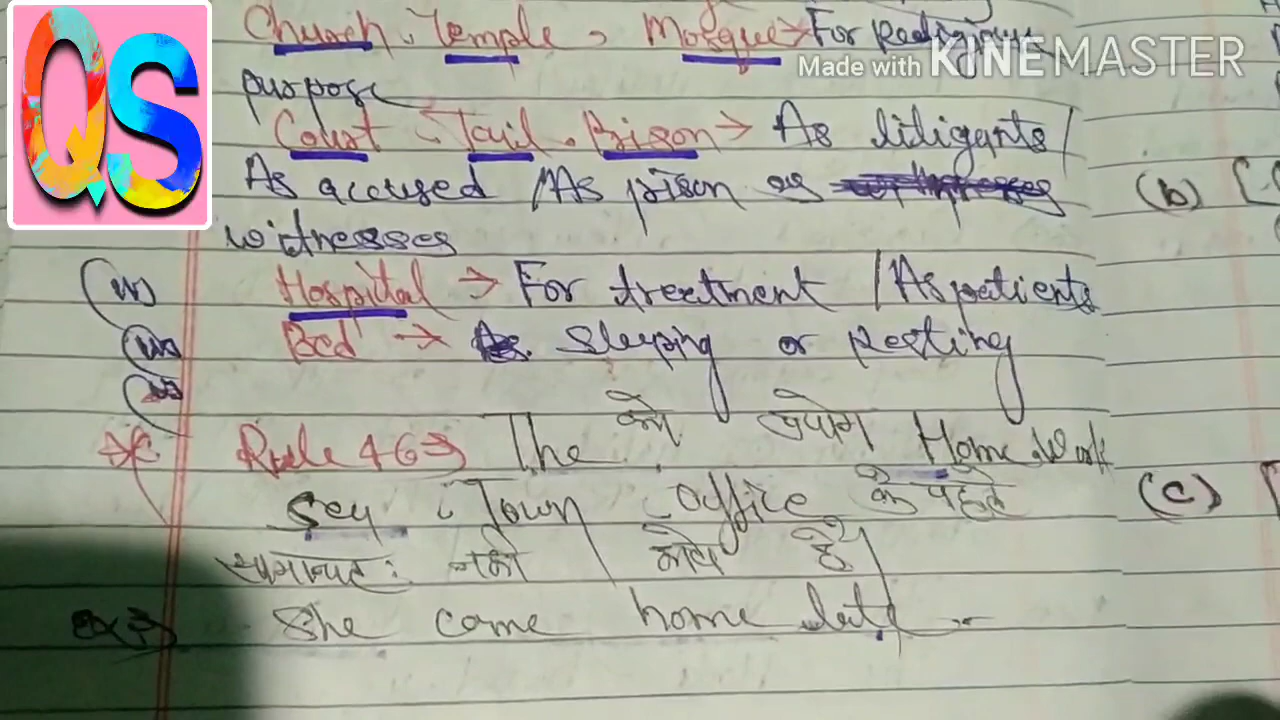 QS
Made with KINEMASTER
Church, Temple, Mosque → For Religious
purpose
Court, Jail, Prison → As litigants /
As accused / As prison or
witnesses
Hospital → For treatment / As patients
Bed → sleeping or resting
(b)
Rule 46 → The का उपयोग Home, Work
Sea, Town, Office के पहले
(c)
सामान्यतः नही होता है।
Ex → She came home late